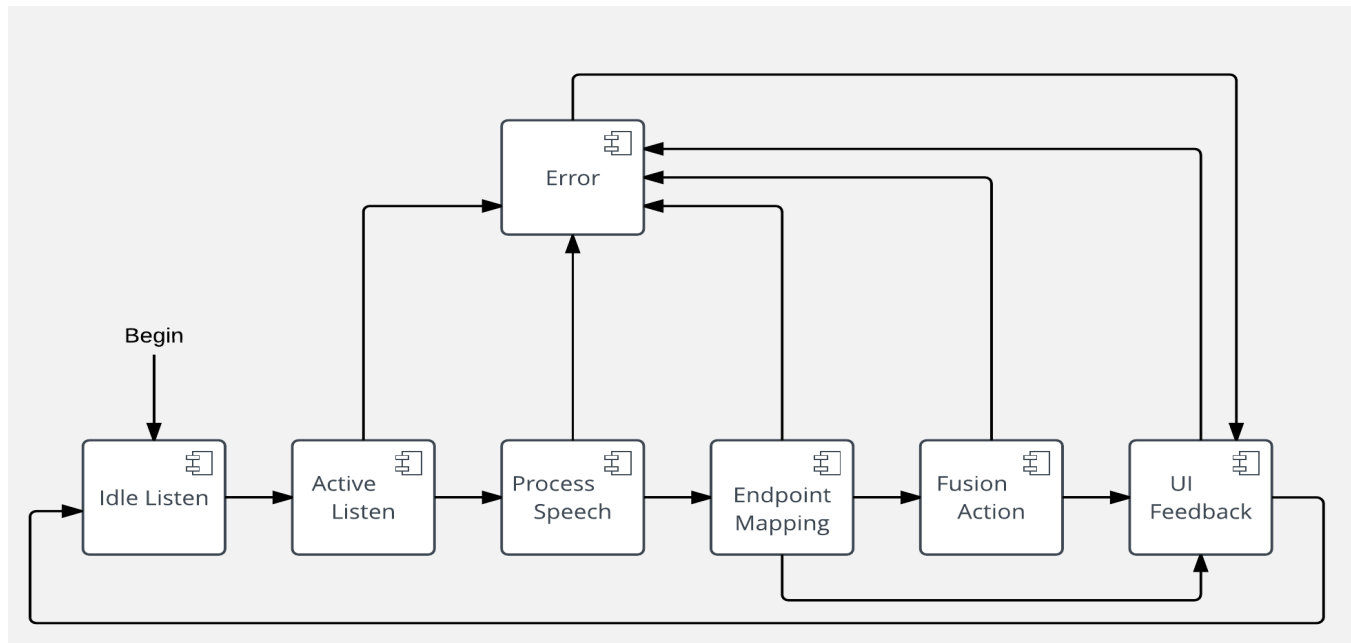 Error
Begin
Idle Listen
Active
Listen
Process
Speech
Endpoint
Mapping
Fusion
Action
UI
Feedback